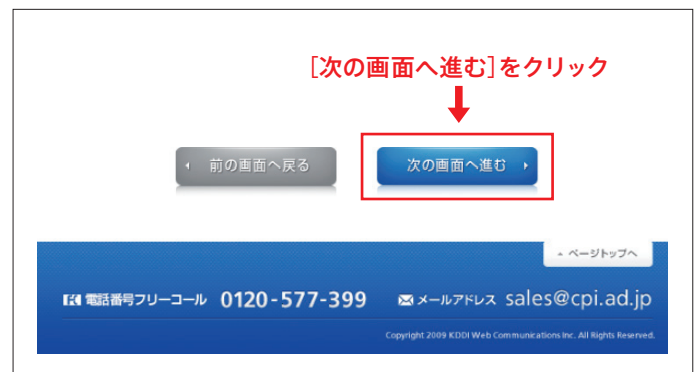 [次の画面へ進む]をクリック
前の画面へ戻る
次の画面へ進む
ページトップへ
電話番号フリーコール 0120-577-399
メールアドレス sales@cpi.ad.jp
Copyright 2009 KDDI Web Communications Inc. All Rights Reserved.